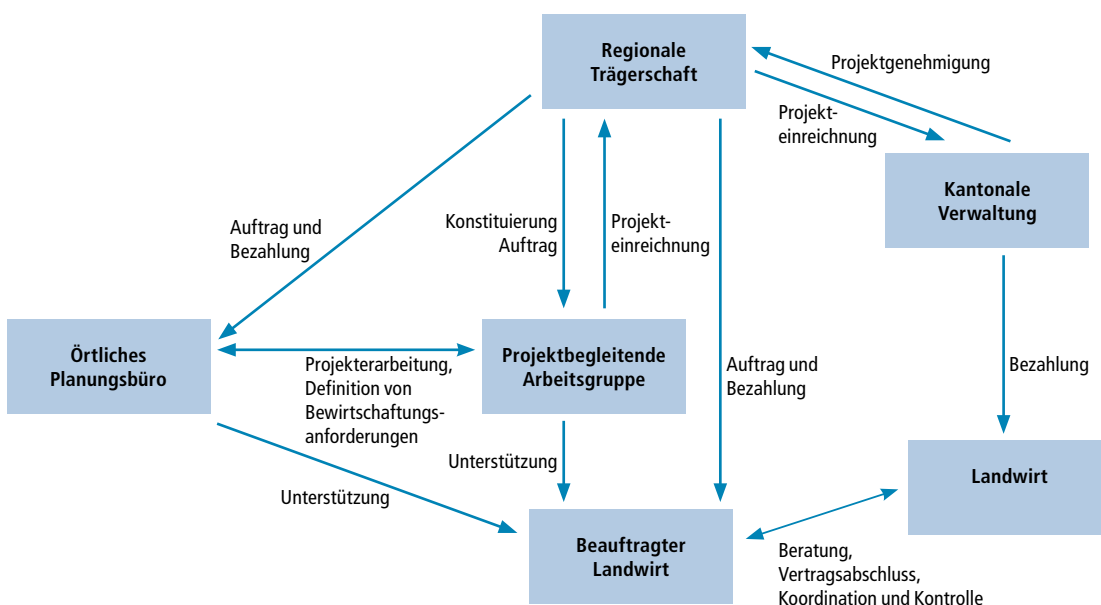 Regionale
Trägerschaft
Projektgenehmigung
Projekt-
einreichnung
Kantonale
Verwaltung
Auftrag und
Bezahlung
Konstituierung
Auftrag
Projekt-
einreichnung
Örtliches
Planungsbüro
Projekterarbeitung,
Definition von
Bewirtschaftungs-
anforderungen
Projektbegleitende
Arbeitsgruppe
Auftrag und
Bezahlung
Bezahlung
Unterstützung
Unterstützung
Landwirt
Beauftragter
Landwirt
Beratung,
Vertragsabschluss,
Koordination und Kontrolle